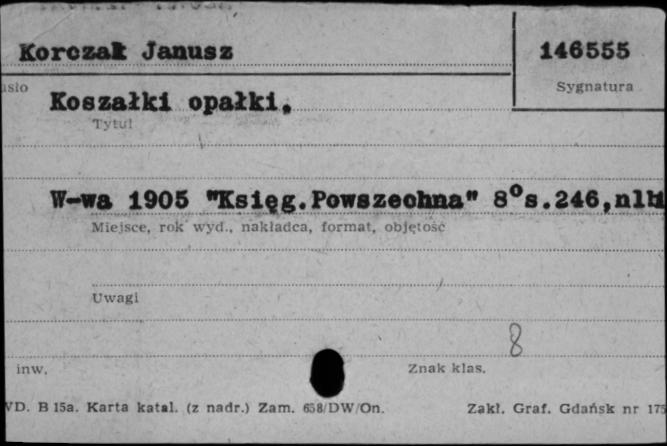 Korczak Janusz
146555
Sygnatura
Koszałki opałki.
Tytuł
W-wa 1905 "Księg.Powszechna" 8°s.246,nlb
Miejsce, rok wyd., nakładca, format, objętość
Uwagi
8
inw.
Znak klas.
B 15a. Karta katal. (z nadr.) Zam. 658/DW/On.
Zakł. Graf. Gdańsk nr 175